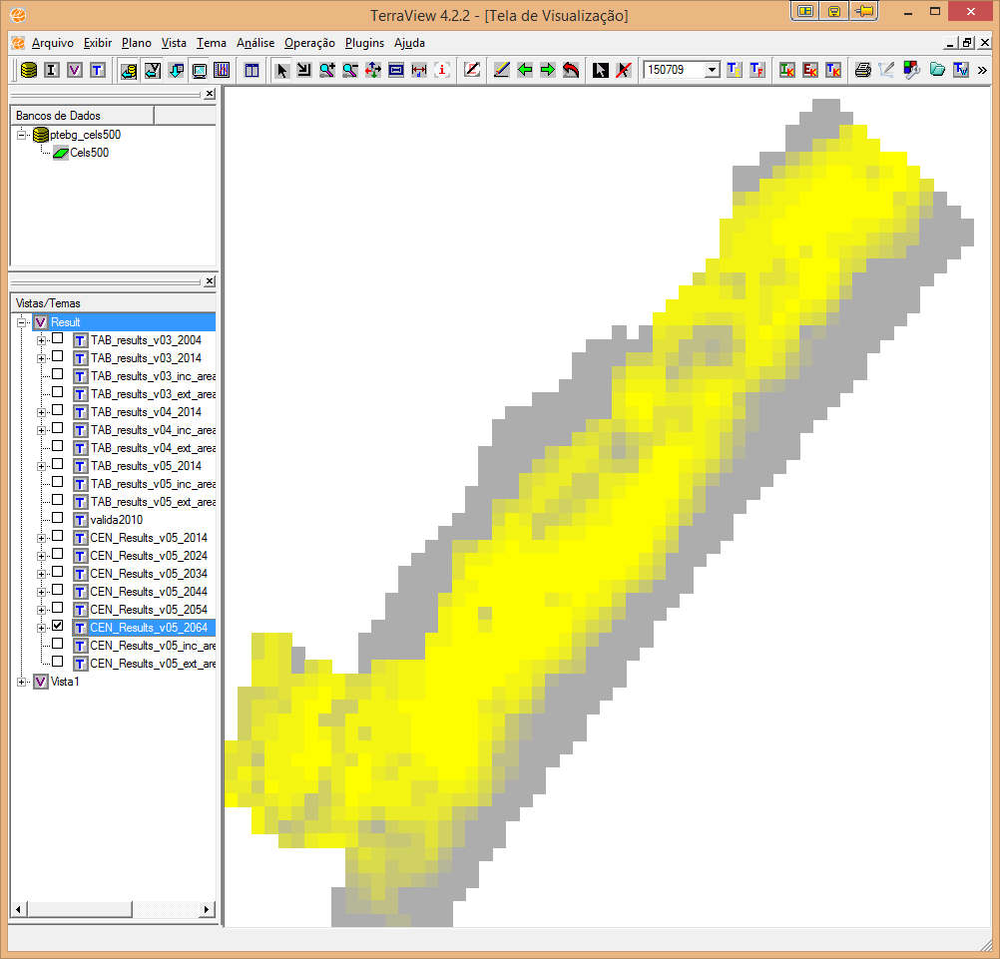 TerraView 4.2.2 - [Tela de Visualização]
Arquivo Exibir Plano Vista Tema Análise Operação Plugins Ajuda
150709
Bancos de Dados
ptebg_cels500
Cels500
Vistas/Temas
Result
TAB_results_v03_2004
TAB_results_v03_2014
TAB_results_v03_inc_area
TAB_results_v03_ext_area
TAB_results_v04_2014
TAB_results_v04_inc_area
TAB_results_v04_ext_area
TAB_results_v05_2014
TAB_results_v05_inc_area
TAB_results_v05_ext_area
valida2010
CEN_Results_v05_2014
CEN_Results_v05_2024
CEN_Results_v05_2034
CEN_Results_v05_2044
CEN_Results_v05_2054
CEN_Results_v05_2064
CEN_Results_v05_inc_are
CEN_Results_v05_ext_are
Vista1